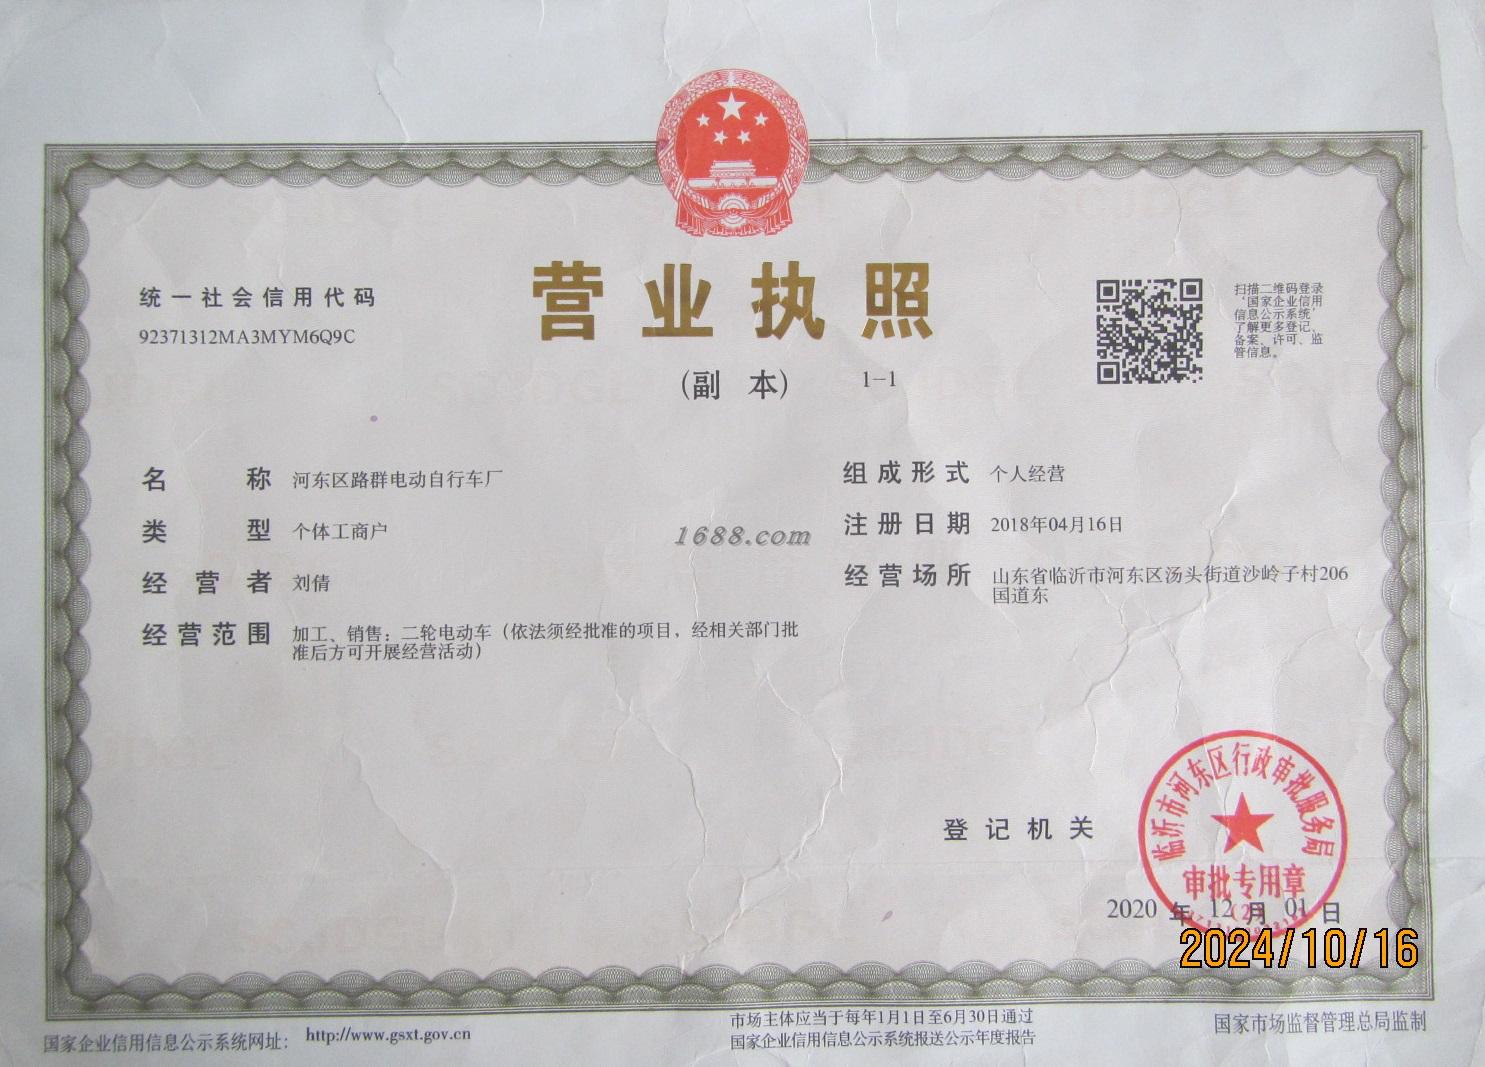 营业执照
(副 本) 1-1
统一社会信用代码
92371312MA3MYM6Q9C
扫描二维码登录
‘国家企业信用
信息公示系统’
了解更多登记、
备案、许可、监
管信息。
名称 河东区路群电动自行车厂
类型 个体工商户
经营者 刘倩
经营范围 加工、销售：二轮电动车（依法须经批准的项目，经相关部门批
准后方可开展经营活动）
组成形式 个人经营
注册日期 2018年04月16日
经营场所 山东省临沂市河东区汤头街道沙岭子村206
国道东
1688.com
登记机关
临沂市河东区行政审批服务局
审批专用章
2020 年 12 月 01 日
2024/10/16
国家企业信用信息公示系统网址： http://www.gsxt.gov.cn
市场主体应当于每年1月1日至6月30日通过
国家企业信用信息公示系统报送公示年度报告
国家市场监督管理总局监制